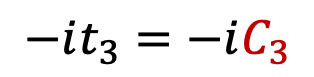 −it₃ = −iC₃